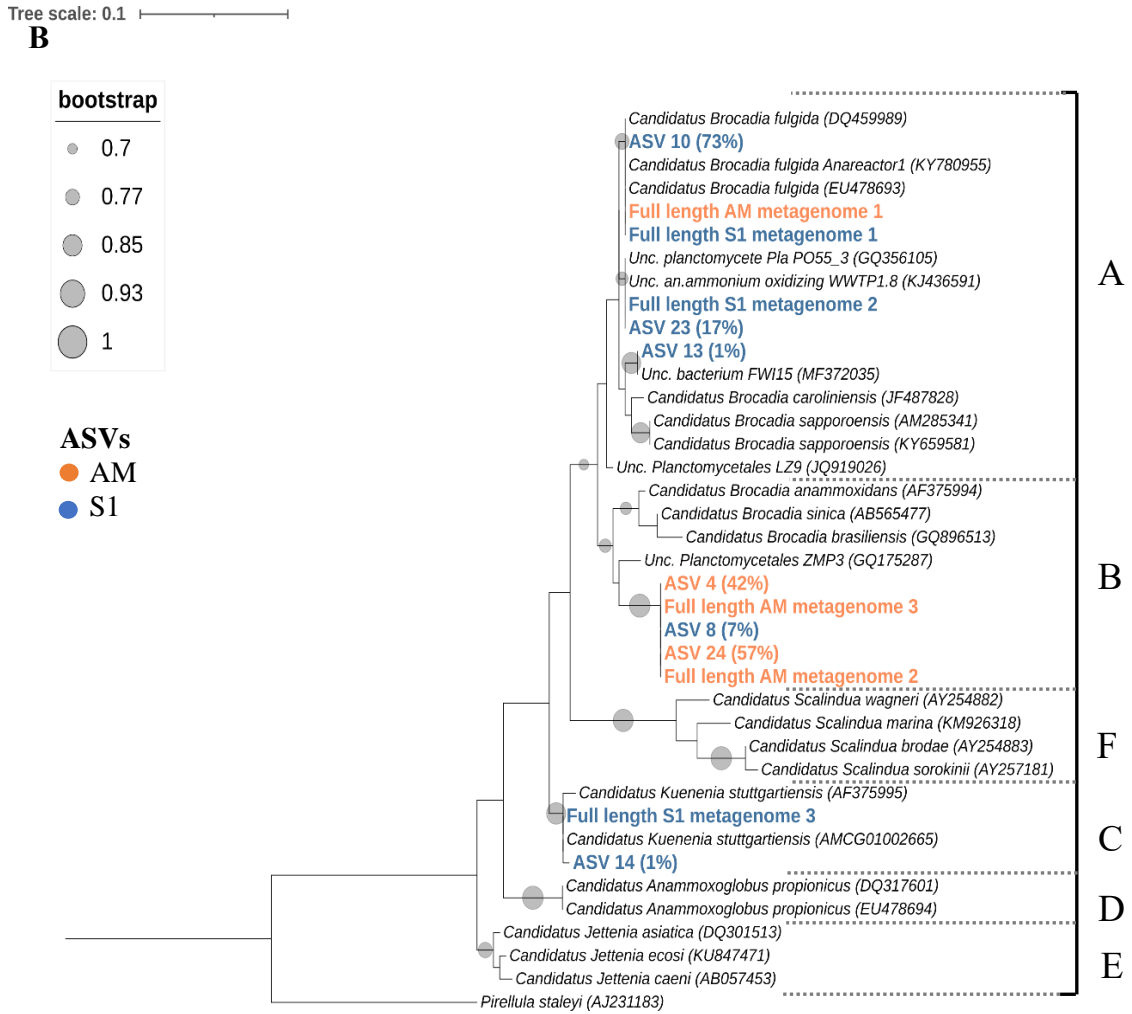 Tree scale: 0.1
B
bootstrap
0.7
0.77
0.85
0.93
1
ASVs
AM
S1
Candidatus Brocadia fulgida (DQ459989)
ASV 10 (73%)
Candidatus Brocadia fulgida Anareactor1 (KY780955)
Candidatus Brocadia fulgida (EU478693)
Full length AM metagenome 1
Full length S1 metagenome 1
Unc. planctomycete Pla PO55_3 (GQ356105)
Unc. an.ammonium oxidizing WWTP1.8 (KJ436591)
Full length S1 metagenome 2
ASV 23 (17%)
ASV 13 (1%)
Unc. bacterium FWI15 (MF372035)
Candidatus Brocadia caroliniensis (JF487828)
Candidatus Brocadia sapporoensis (AM285341)
Candidatus Brocadia sapporoensis (KY659581)
Unc. Planctomycetales LZ9 (JQ919026)
A
Candidatus Brocadia anammoxidans (AF375994)
Candidatus Brocadia sinica (AB565477)
Candidatus Brocadia brasiliensis (GQ896513)
Unc. Planctomycetales ZMP3 (GQ175287)
ASV 4 (42%)
Full length AM metagenome 3
ASV 8 (7%)
ASV 24 (57%)
Full length AM metagenome 2
B
Candidatus Scalindua wagneri (AY254882)
Candidatus Scalindua marina (KM926318)
Candidatus Scalindua brodae (AY254883)
Candidatus Scalindua sorokinii (AY257181)
F
Candidatus Kuenenia stuttgartiensis (AF375995)
Full length S1 metagenome 3
Candidatus Kuenenia stuttgartiensis (AMCG01002665)
ASV 14 (1%)
C
Candidatus Anammoxoglobus propionicus (DQ317601)
Candidatus Anammoxoglobus propionicus (EU478694)
D
Candidatus Jettenia asiatica (DQ301513)
Candidatus Jettenia ecosi (KU847471)
Candidatus Jettenia caeni (AB057453)
E
Pirellula staleyi (AJ231183)